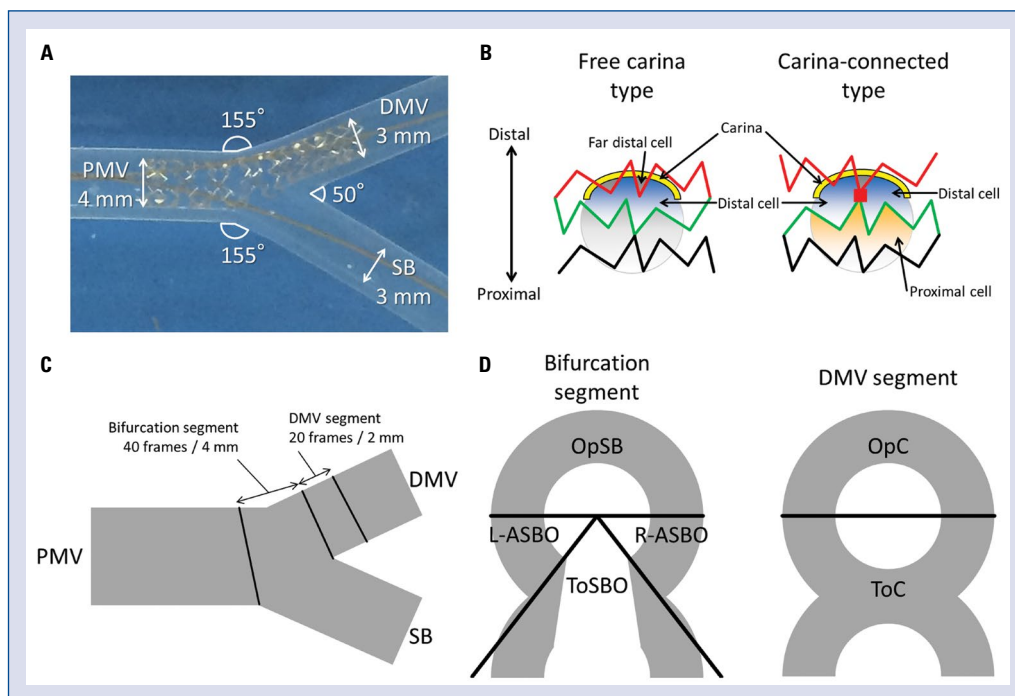 A
155°
DMV
3 mm
PMV
4 mm
50°
155°
SB
3 mm
B
Free carina
type
Carina-connected
type
Distal
Proximal
Carina
Far distal cell
Distal cell
Distal cell
Proximal cell
C
Bifurcation segment
40 frames / 4 mm
DMV segment
20 frames / 2 mm
DMV
PMV
SB
D
Bifurcation
segment
DMV segment
OpSB
L-ASBO
R-ASBO
ToSBO
OpC
ToC